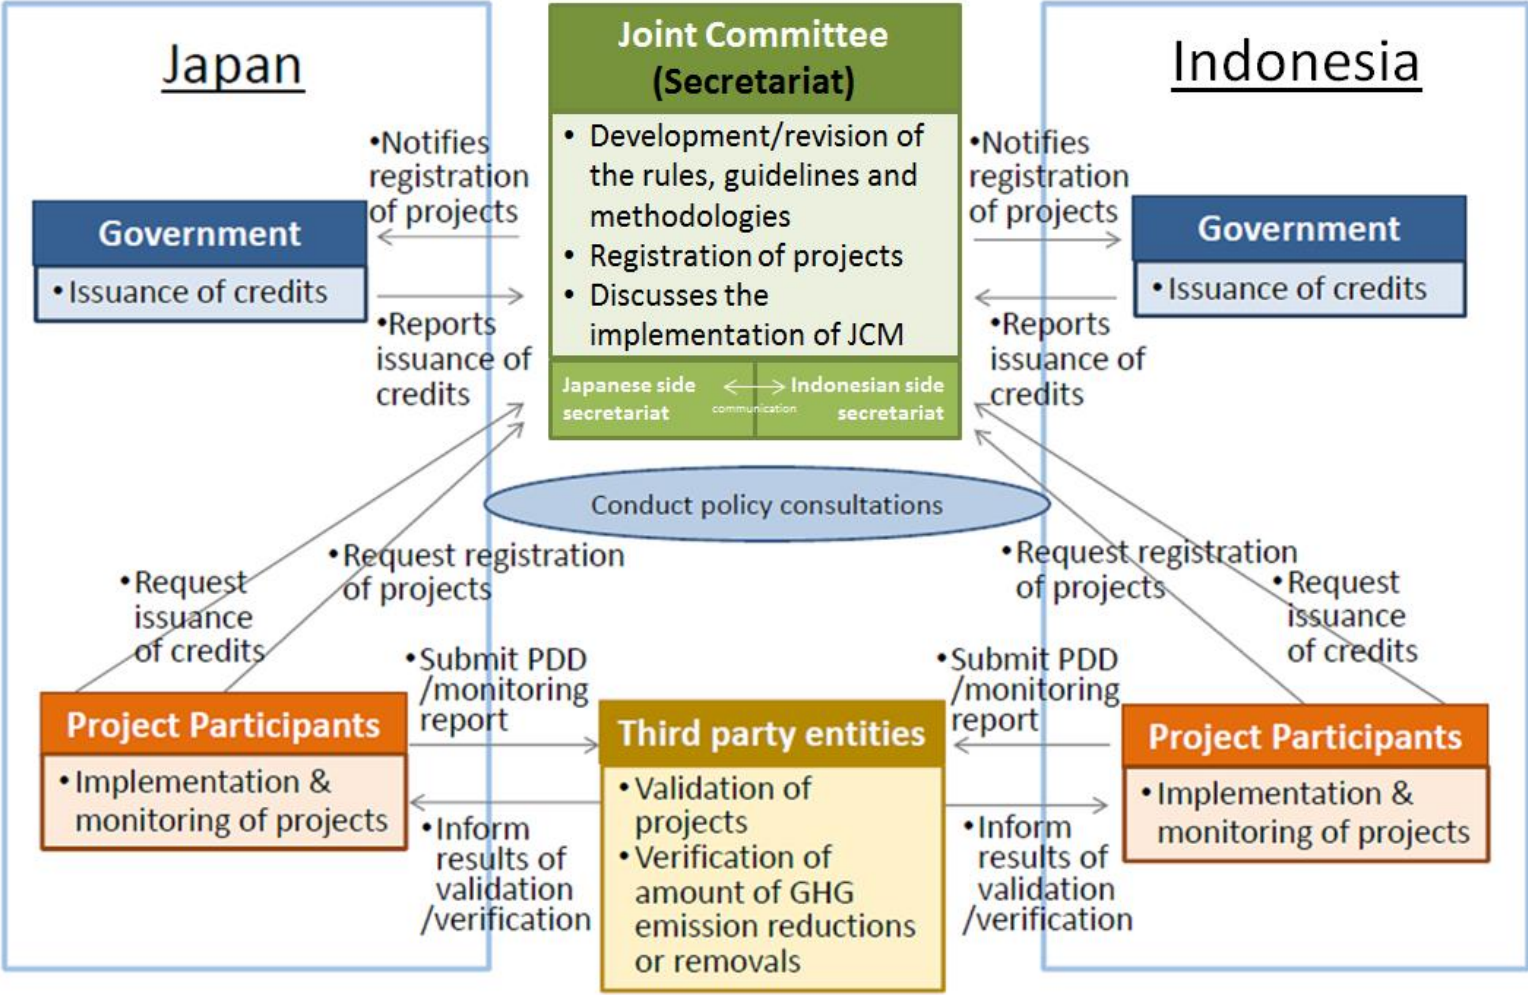 Japan
Joint Committee
(Secretariat)
Indonesia
• Development/revision of
the rules, guidelines and
methodologies
• Registration of projects
• Discusses the
implementation of JCM
Japanese side
secretariat
communication
Indonesian side
secretariat
•Notifies
registration
of projects
Government
• Issuance of credits
•Reports
issuance of
credits
•Notifies
registration
of projects
Government
• Issuance of credits
•Reports
issuance of
credits
Conduct policy consultations
• Request
issuance
of credits
• Request registration
of projects
• Request registration
of projects
• Request
issuance
of credits
Project Participants
• Implementation &
monitoring of projects
• Submit PDD
/monitoring
report
• Inform
results of
validation
/verification
Third party entities
• Validation of
projects
• Verification of
amount of GHG
emission reductions
or removals
• Submit PDD
/monitoring
report
• Inform
results of
validation
/verification
Project Participants
• Implementation &
monitoring of projects